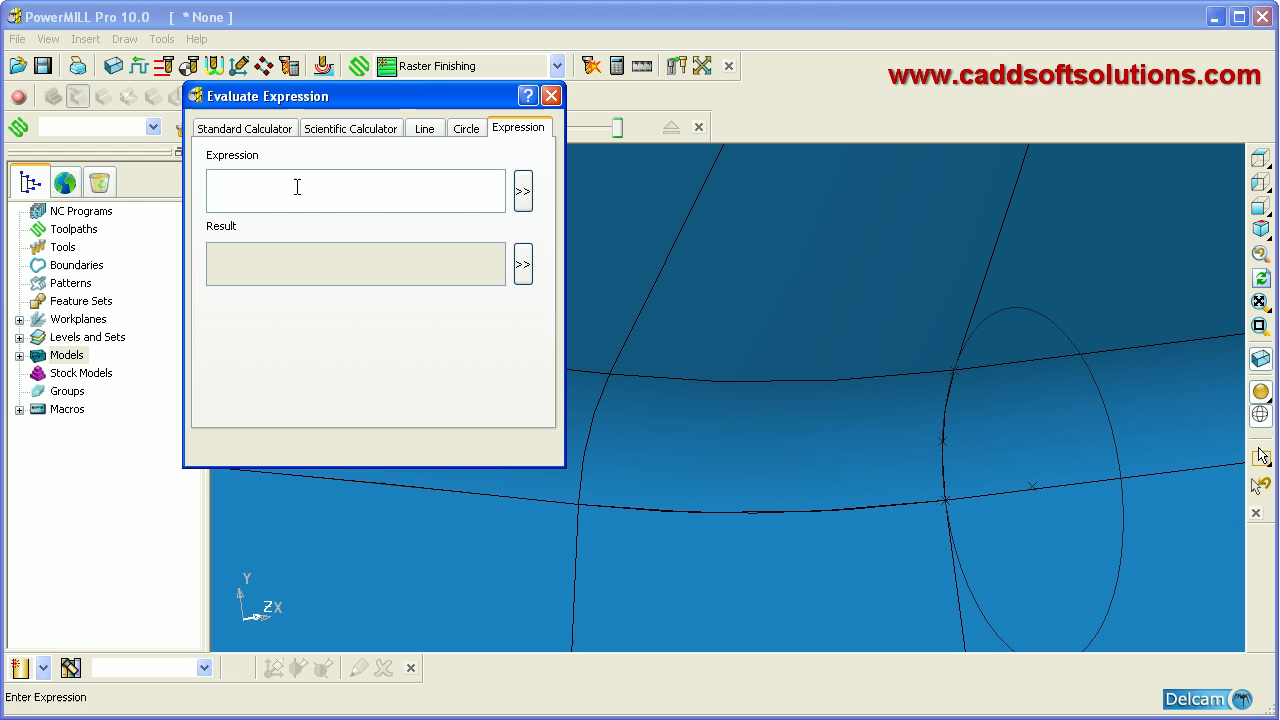 PowerMILL Pro 10.0 [ *None ]
File View Insert Draw Tools Help
Raster Finishing
www.caddsoftsolutions.com
Evaluate Expression
Standard Calculator Scientific Calculator Line Circle Expression
Expression
>>
Result
>>
NC Programs
Toolpaths
Tools
Boundaries
Patterns
Feature Sets
Workplanes
Levels and Sets
Models
Stock Models
Groups
Macros
Y
Z X
Enter Expression
Delcam